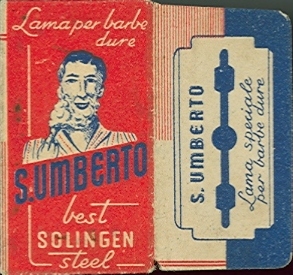 Lama per barbe
dure
S.UMBERTO
best
SOLINGEN
steel
S. UMBERTO
Lama speciale
per barbe dure